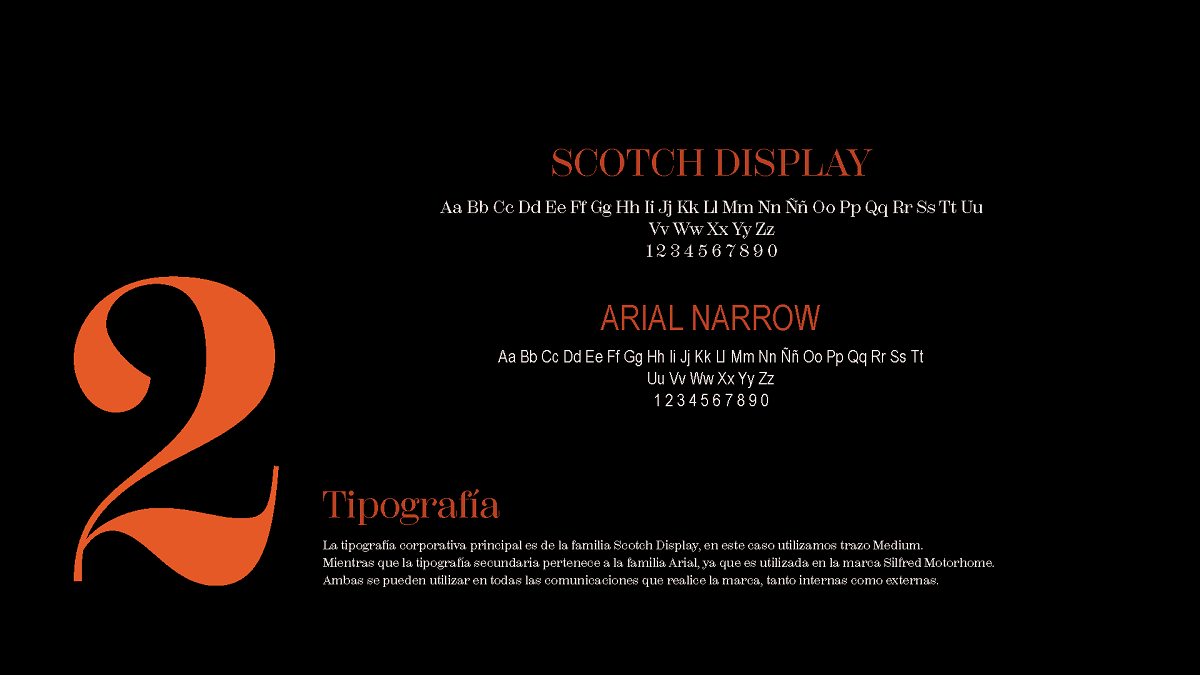 SCOTCH DISPLAY
Aa Bb Cc Dd Ee Ff Gg Hh Ii Jj Kk Ll Mm Nn Ññ Oo Pp Qq Rr Ss Tt Uu
Vv Ww Xx Yy Zz
1 2 3 4 5 6 7 8 9 0
ARIAL NARROW
Aa Bb Cc Dd Ee Ff Gg Hh Ii Jj Kk Ll Mm Nn Ññ Oo Pp Qq Rr Ss Tt
Uu Vv Ww Xx Yy Zz
1 2 3 4 5 6 7 8 9 0
2
Tipografía
La tipografía corporativa principal es de la familia Scotch Display, en este caso utilizamos trazo Medium.
Mientras que la tipografía secundaria pertenece a la familia Arial, ya que es utilizada en la marca Silfred Motorhome.
Ambas se pueden utilizar en todas las comunicaciones que realice la marca, tanto internas como externas.